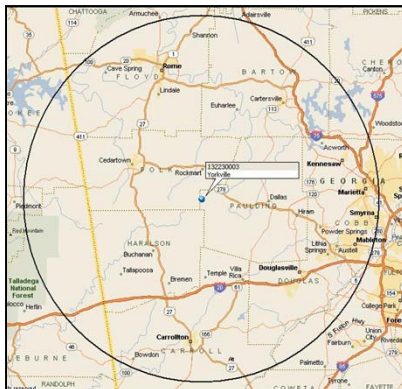 CHATTOOGA
Armuchee
Adairsville
PICKENS
Shannon
Cave Spring
Rome
FLOYD
BARTOW
Canton
Lindale
Euharlee
Cartersville
Woodstock
Acworth
Cedartown
POLK
Rockmart
132230003
Yorkville
Kennesaw
GEORGIA
Marietta
Piedmont
Dallas
PAULDING
Hiram
COBB
Smyrna
Powder Springs
Mableton
HARALSON
Lithia
Springs
Austell
Buchanan
Talladega
National
Forest
Tallapoosa
Bremen
Temple
Villa
Rica
Douglasville
DOUGLAS
Heflin
Carrollton
College Park
CARROLL
Union
City
Fairburn
Bowdon
Palmetto
Tyrone
RANDOLPH
COWETA
FAYETTE